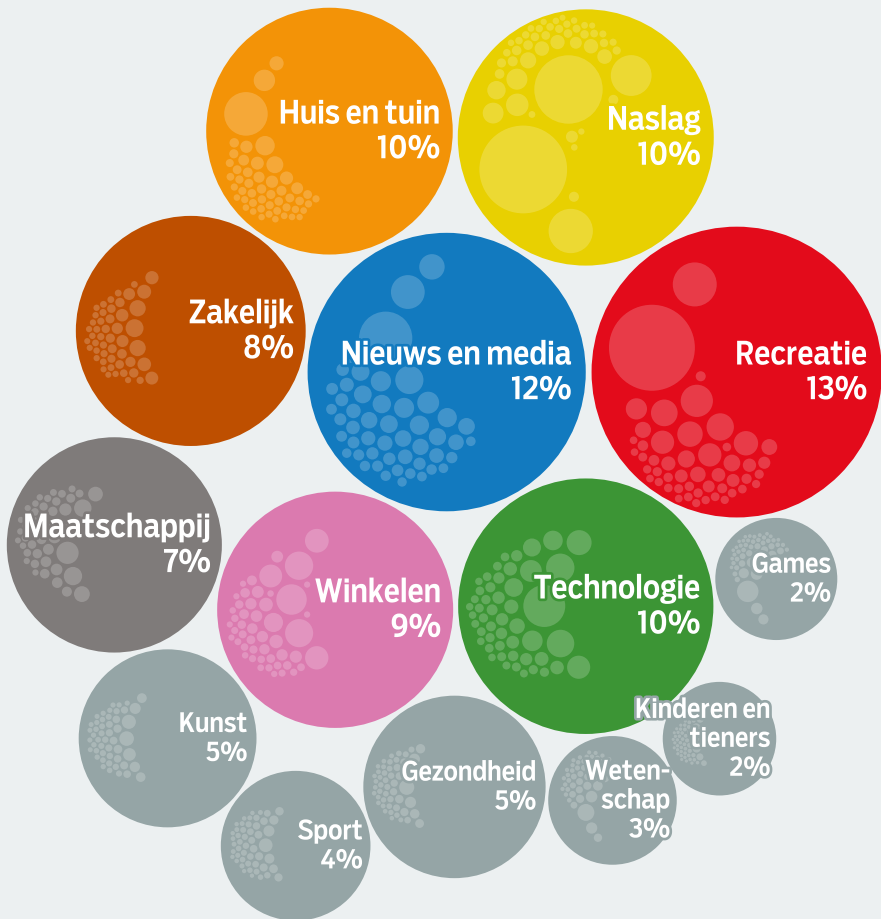 Huis en tuin
10%
Naslag
10%
Zakelijk
8%
Nieuws en media
12%
Recreatie
13%
Maatschappij
7%
Winkelen
9%
Technologie
10%
Games
2%
Kunst
5%
Sport
4%
Gezondheid
5%
Weten-
schap
3%
Kinderen en
tieners
2%